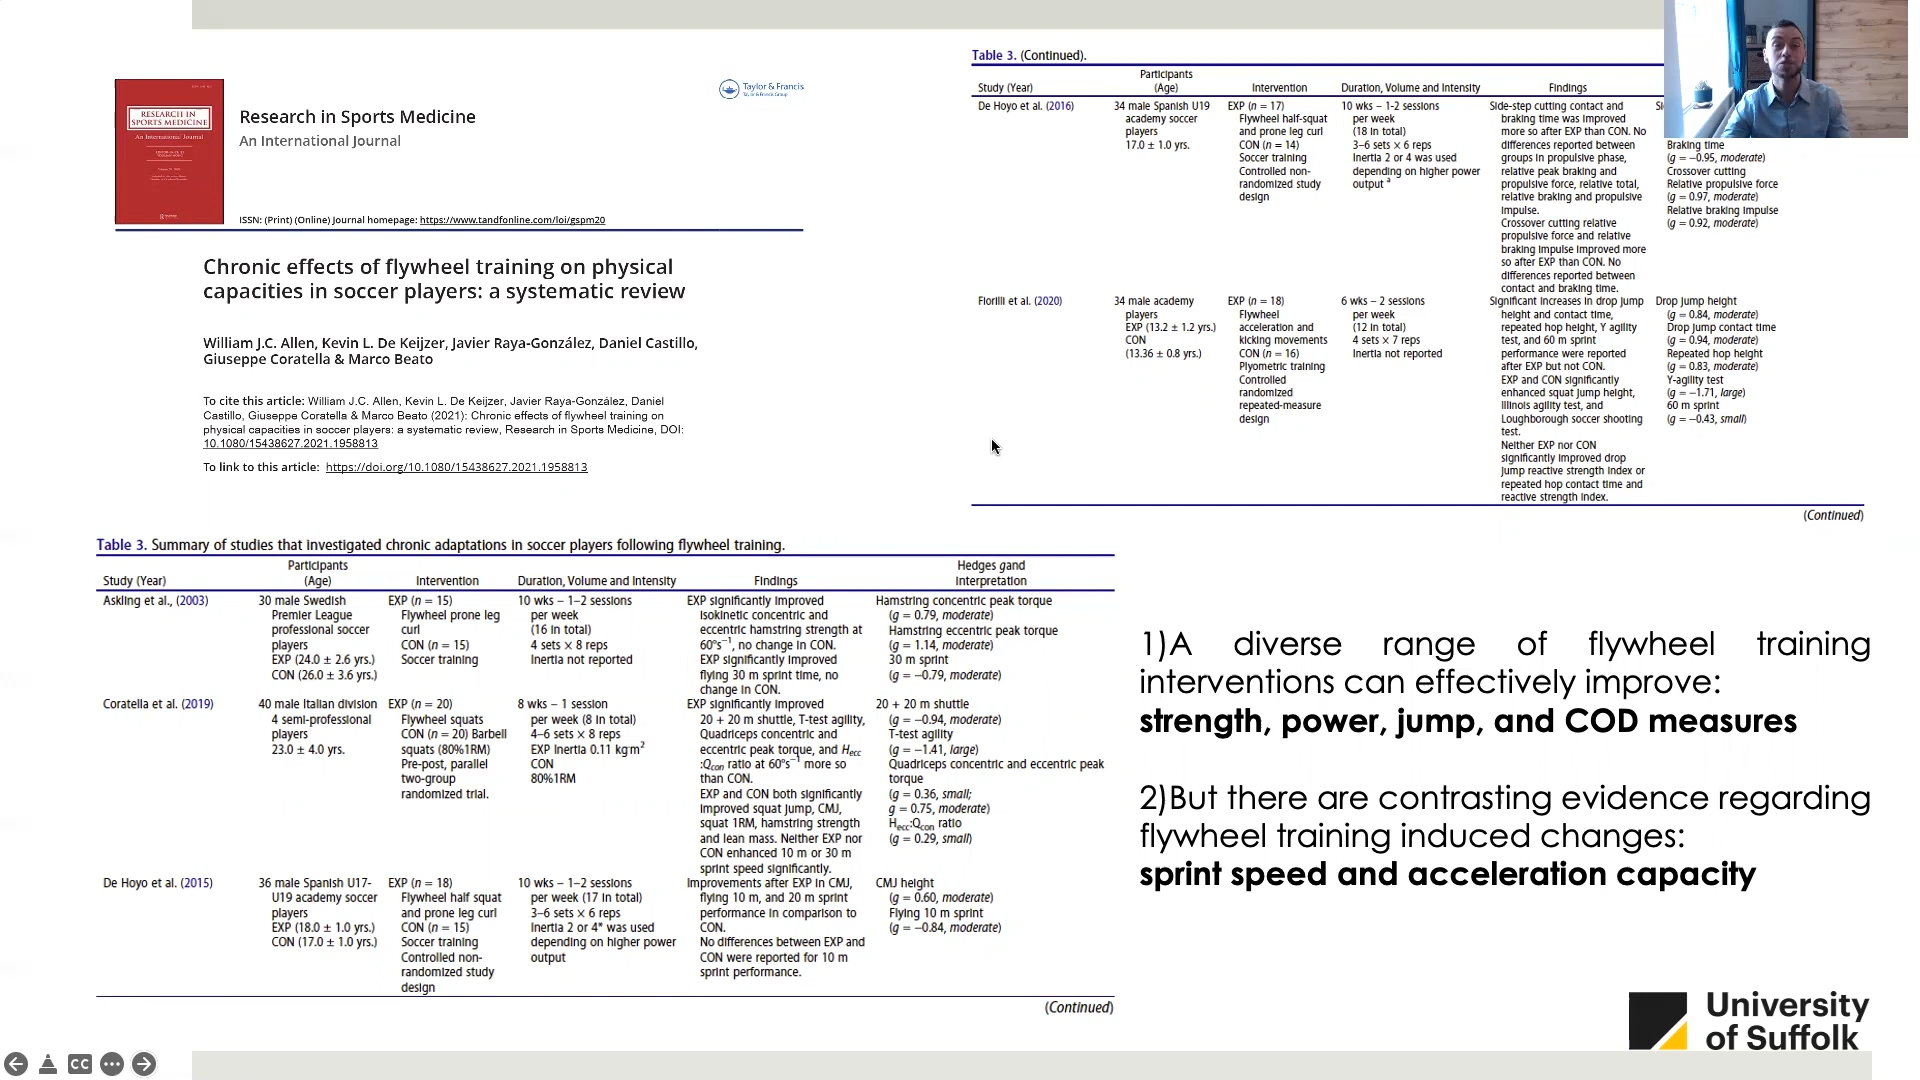 RESEARCH IN
SPORTS MEDICINE
An International Journal
Research in Sports Medicine
An International Journal
Taylor & Francis
Taylor & Francis Group
ISSN: (Print) (Online) Journal homepage: https://www.tandfonline.com/loi/gspm20
Chronic effects of flywheel training on physical
capacities in soccer players: a systematic review
William J.C. Allen, Kevin L. De Keijzer, Javier Raya-González, Daniel Castillo,
Giuseppe Coratella & Marco Beato
To cite this article: William J.C. Allen, Kevin L. De Keijzer, Javier Raya-González, Daniel
Castillo, Giuseppe Coratella & Marco Beato (2021): Chronic effects of flywheel training on
physical capacities in soccer players: a systematic review, Research in Sports Medicine, DOI:
10.1080/15438627.2021.1958813
To link to this article: https://doi.org/10.1080/15438627.2021.1958813
Table 3. (Continued).
Study (Year)
Participants
(Age)
Intervention
Duration, Volume and Intensity
Findings
De Hoyo et al. (2016)
34 male Spanish U19
academy soccer
players
17.0 ± 1.0 yrs.
EXP (n = 17)
Flywheel half-squat
and prone leg curl
CON (n = 14)
Soccer training
Controlled non-
randomized study
design
10 wks – 1-2 sessions
per week
(18 in total)
3–6 sets × 6 reps
Inertia 2 or 4 was used
depending on higher power
output a
Side-step cutting contact and
braking time was improved
more so after EXP than CON. No
differences reported between
groups in propulsive phase,
relative peak braking and
propulsive force, relative total,
relative braking and propulsive
impulse.
Crossover cutting relative
propulsive force and relative
braking impulse improved more
so after EXP than CON. No
differences reported between
contact and braking time.
Braking time
(g = −0.95, moderate)
Crossover cutting
Relative propulsive force
(g = 0.97, moderate)
Relative braking impulse
(g = 0.92, moderate)
Fiorilli et al. (2020)
34 male academy
players
EXP (13.2 ± 1.2 yrs.)
CON
(13.36 ± 0.8 yrs.)
EXP (n = 18)
Flywheel
acceleration and
kicking movements
CON (n = 16)
Plyometric training
Controlled
randomized
repeated-measure
design
6 wks – 2 sessions
per week
(12 in total)
4 sets × 7 reps
Inertia not reported
Significant increases in drop jump
height and contact time,
repeated hop height, Y agility
test, and 60 m sprint
performance were reported
after EXP but not CON.
EXP and CON significantly
enhanced squat jump height,
Illinois agility test, and
Loughborough soccer shooting
test.
Neither EXP nor CON
significantly improved drop
jump reactive strength index or
repeated hop contact time and
reactive strength index.
Drop jump height
(g = 0.84, moderate)
Drop jump contact time
(g = 0.94, moderate)
Repeated hop height
(g = 0.83, moderate)
Y-agility test
(g = −1.71, large)
60 m sprint
(g = −0.43, small)
(Continued)
Table 3. Summary of studies that investigated chronic adaptations in soccer players following flywheel training.
Study (Year)
Participants
(Age)
Intervention
Duration, Volume and Intensity
Findings
Hedges gand
interpretation
Askling et al., (2003)
30 male Swedish
Premier League
professional soccer
players
EXP (24.0 ± 2.6 yrs.)
CON (26.0 ± 3.6 yrs.)
EXP (n = 15)
Flywheel prone leg
curl
CON (n = 15)
Soccer training
10 wks – 1–2 sessions
per week
(16 in total)
4 sets × 8 reps
Inertia not reported
EXP significantly improved
isokinetic concentric and
eccentric hamstring strength at
60°s−1, no change in CON.
EXP significantly improved
flying 30 m sprint time, no
change in CON.
Hamstring concentric peak torque
(g = 0.79, moderate)
Hamstring eccentric peak torque
(g = 1.14, moderate)
30 m sprint
(g = −0.79, moderate)
Coratella et al. (2019)
40 male Italian division
4 semi-professional
players
23.0 ± 4.0 yrs.
EXP (n = 20)
Flywheel squats
CON (n = 20) Barbell
squats (80%1RM)
Pre-post, parallel
two-group
randomized trial.
8 wks – 1 session
per week (8 in total)
4–6 sets × 8 reps
EXP Inertia 0.11 kg·m2
CON
80%1RM
EXP significantly improved
20 + 20 m shuttle, T-test agility,
Quadriceps concentric and
eccentric peak torque, and Hecc
:Qcon ratio at 60°s−1 more so
than CON.
EXP and CON both significantly
improved squat jump, CMJ,
squat 1RM, hamstring strength
and lean mass. Neither EXP nor
CON enhanced 10 m or 30 m
sprint speed significantly.
20 + 20 m shuttle
(g = −0.94, moderate)
T-test agility
(g = −1.41, large)
Quadriceps concentric and eccentric peak
torque
(g = 0.36, small;
g = 0.75, moderate)
Hecc:Qcon ratio
(g = 0.29, small)
De Hoyo et al. (2015)
36 male Spanish U17-
U19 academy soccer
players
EXP (18.0 ± 1.0 yrs.)
CON (17.0 ± 1.0 yrs.)
EXP (n = 18)
Flywheel half squat
and prone leg curl
CON (n = 15)
Soccer training
Controlled non-
randomized study
design
10 wks – 1–2 sessions
per week (17 in total)
3–6 sets × 6 reps
Inertia 2 or 4* was used
depending on higher power
output
Improvements after EXP in CMJ,
flying 10 m, and 20 m sprint
performance in comparison to
CON.
No differences between EXP and
CON were reported for 10 m
sprint performance.
CMJ height
(g = 0.60, moderate)
Flying 10 m sprint
(g = −0.84, moderate)
(Continued)
1)A diverse range of flywheel training
interventions can effectively improve:
strength, power, jump, and COD measures
2)But there are contrasting evidence regarding
flywheel training induced changes:
sprint speed and acceleration capacity
University
of Suffolk
CC